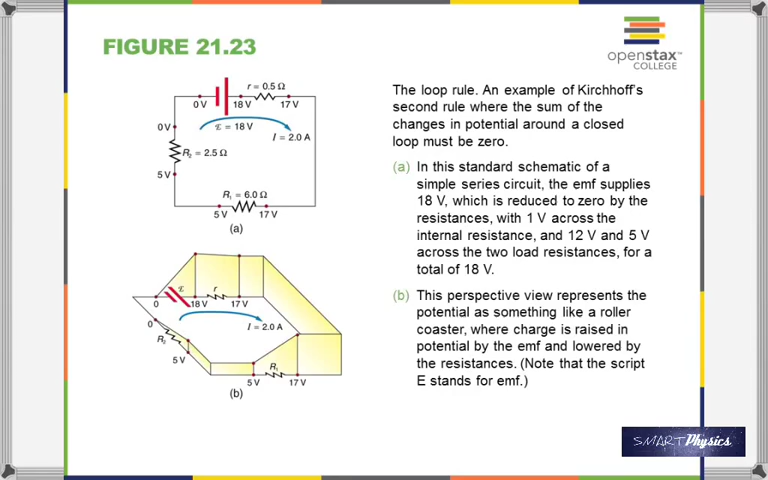 FIGURE 21.23
openstax™
COLLEGE
r = 0.5 Ω
0 V 18 V 17 V
ℰ = 18 V
I = 2.0 A
0 V
R₂ = 2.5 Ω
5 V
R₁ = 6.0 Ω
5 V 17 V
(a)
ℰ r
0 18 V 17 V
I = 2.0 A
0
R₂
5 V
R₁
5 V 17 V
(b)
The loop rule. An example of Kirchhoff's
second rule where the sum of the
changes in potential around a closed
loop must be zero.
(a) In this standard schematic of a
simple series circuit, the emf supplies
18 V, which is reduced to zero by the
resistances, with 1 V across the
internal resistance, and 12 V and 5 V
across the two load resistances, for a
total of 18 V.
(b) This perspective view represents the
potential as something like a roller
coaster, where charge is raised in
potential by the emf and lowered by
the resistances. (Note that the script
E stands for emf.)
SMART Physics